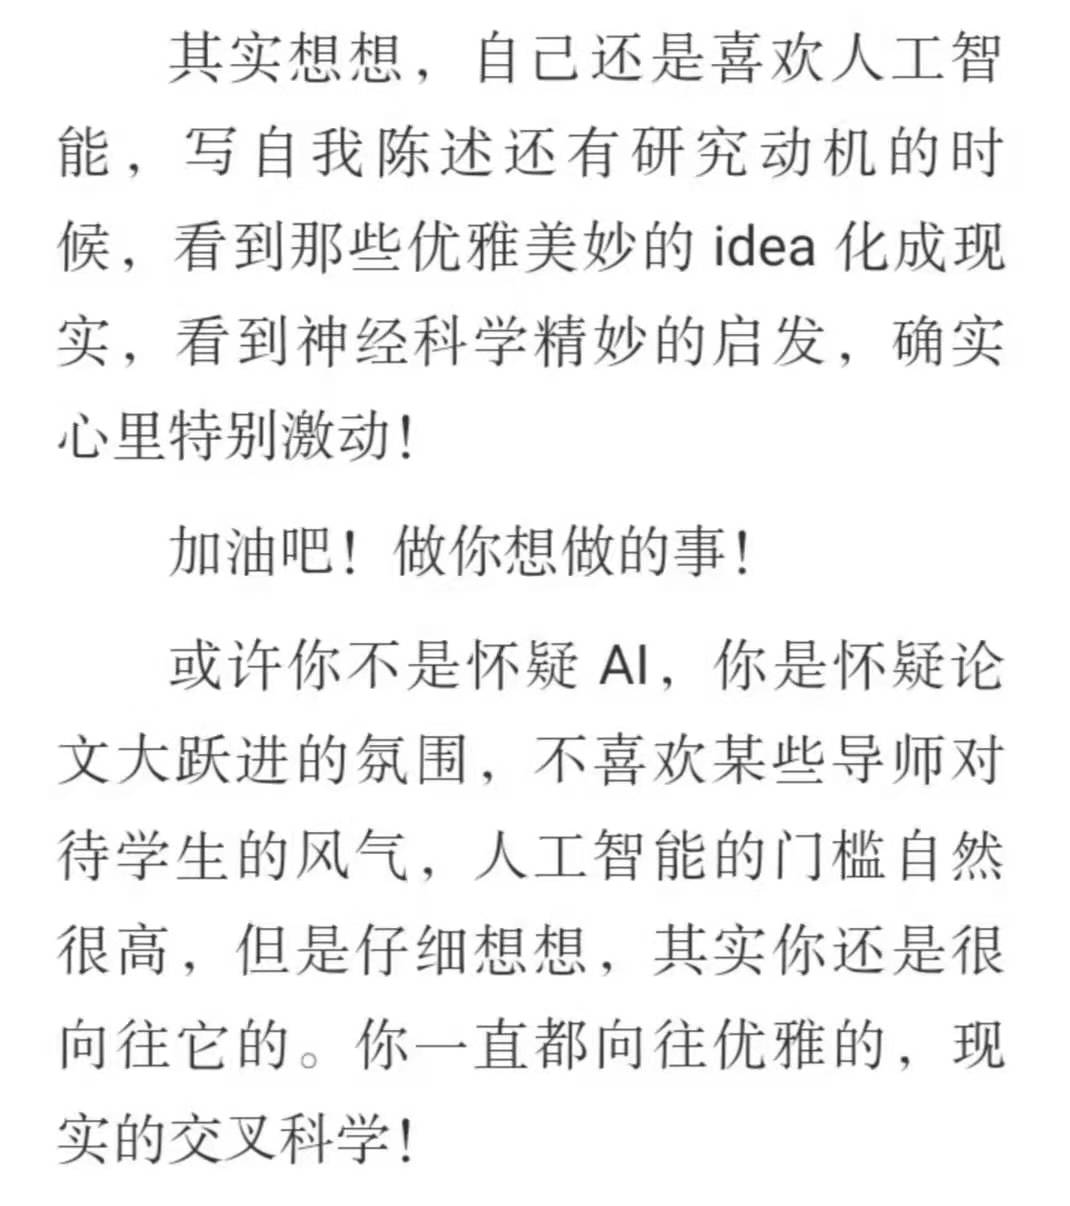 其实想想，自己还是喜欢人工智
能，写自我陈述还有研究动机的时
候，看到那些优雅美妙的 idea 化成现
实，看到神经科学精妙的启发，确实
心里特别激动！
加油吧！做你想做的事！
或许你不是怀疑 AI，你是怀疑论
文大跃进的氛围，不喜欢某些导师对
待学生的风气，人工智能的门槛自然
很高，但是仔细想想，其实你还是很
向往它的。你一直都向往优雅的，现
实的交叉科学！